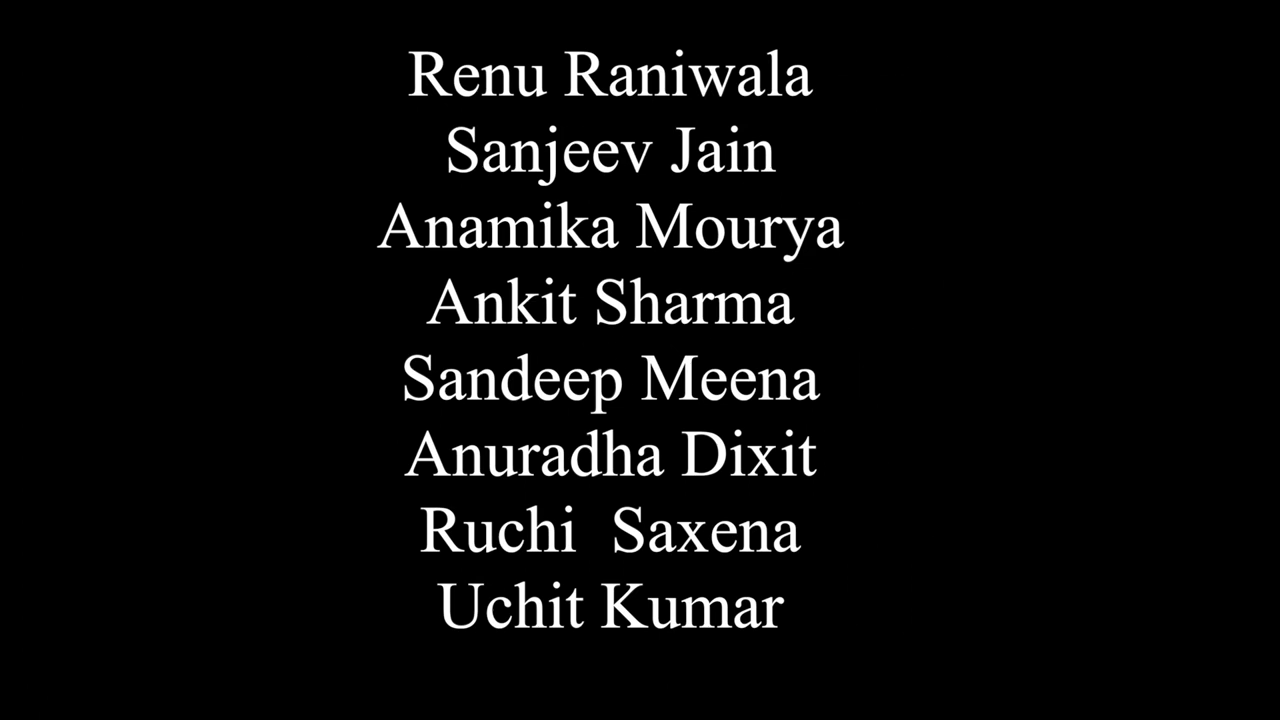 Renu Raniwala
Sanjeev Jain
Anamika Mourya
Ankit Sharma
Sandeep Meena
Anuradha Dixit
Ruchi  Saxena
Uchit Kumar